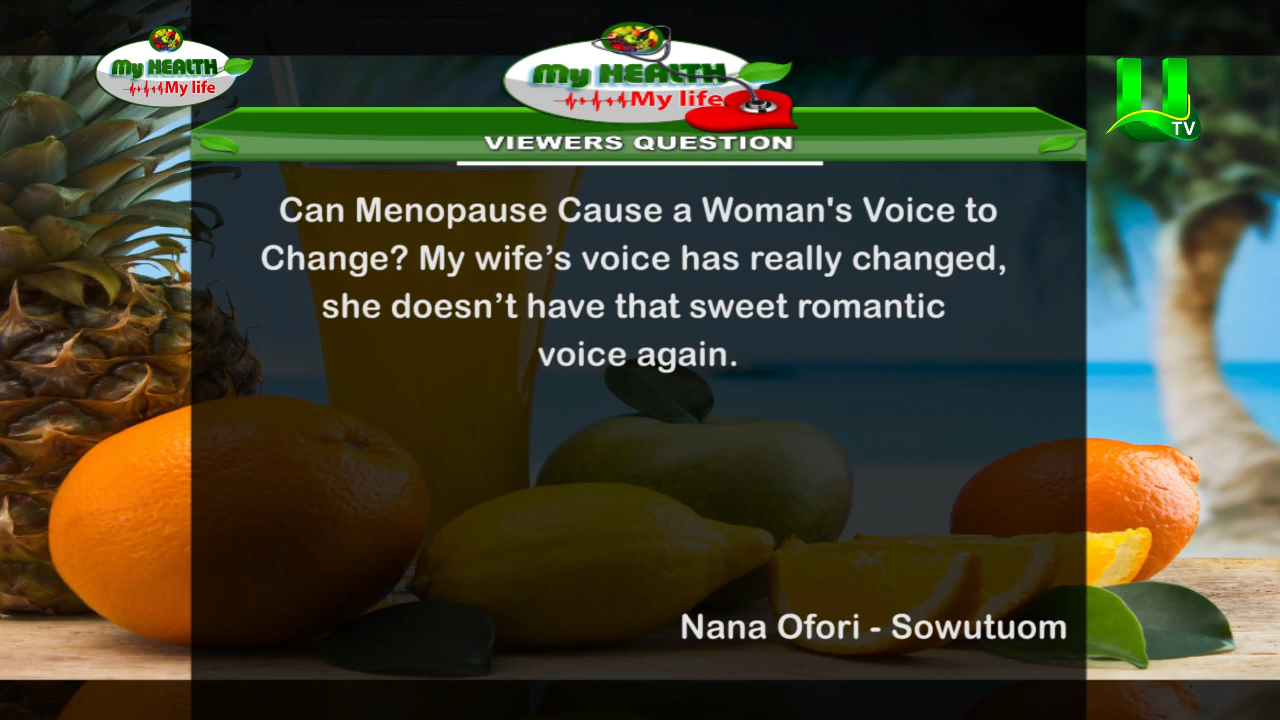 My HEALTH
My life
My HEALTH
My life
TV
VIEWERS QUESTION
Can Menopause Cause a Woman's Voice to
Change? My wife’s voice has really changed,
she doesn’t have that sweet romantic
voice again.
Nana Ofori - Sowutuom